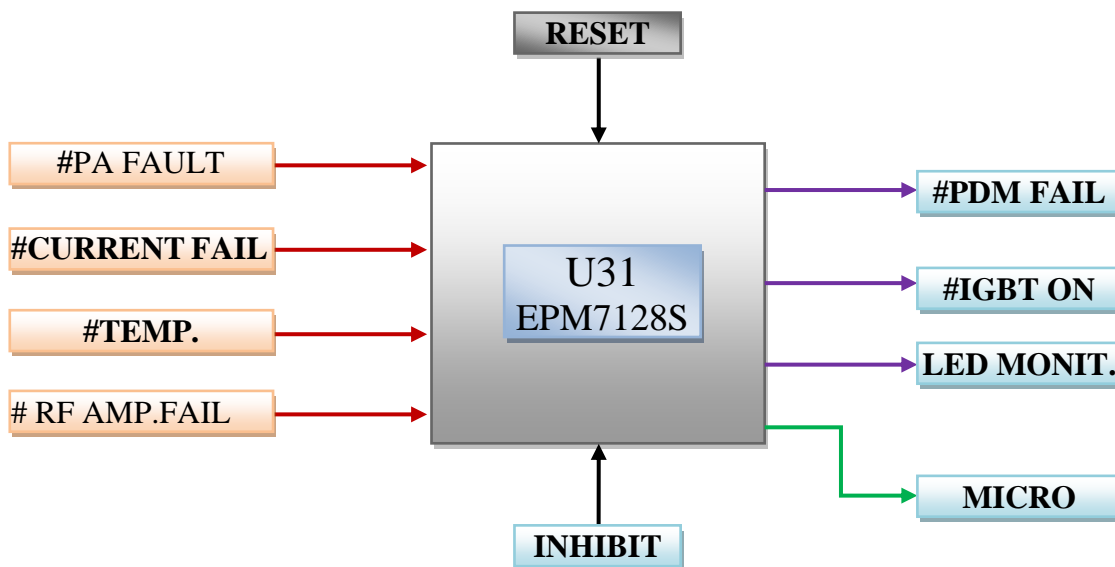 RESET
#PA FAULT
#CURRENT FAIL
#TEMP.
# RF AMP.FAIL
U31
EPM7128S
#PDM FAIL
#IGBT ON
LED MONIT.
MICRO
INHIBIT